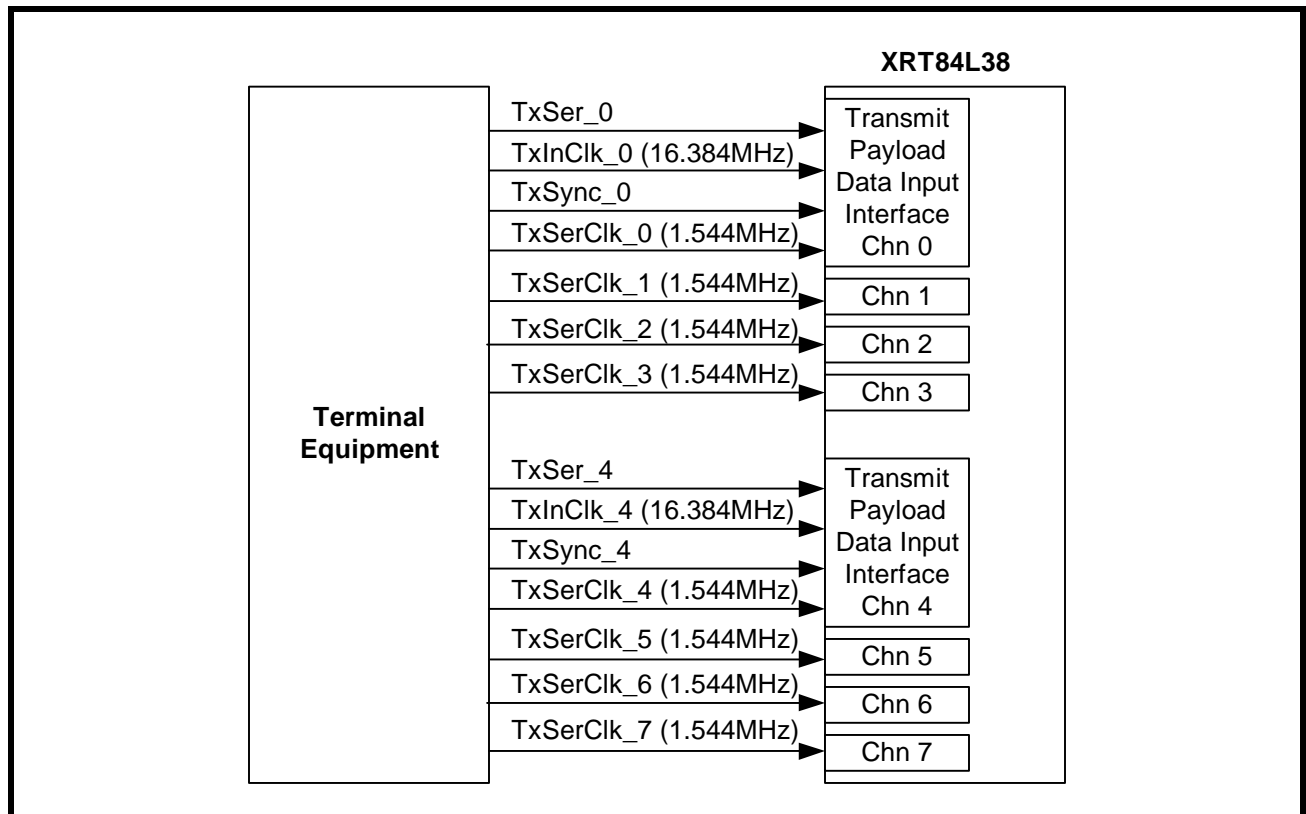 XRT84L38
TxSer_0
TxInClk_0 (16.384MHz)
TxSync_0
TxSerClk_0 (1.544MHz)
Transmit
Payload
Data Input
Interface
Chn 0
TxSerClk_1 (1.544MHz)
Chn 1
TxSerClk_2 (1.544MHz)
Chn 2
TxSerClk_3 (1.544MHz)
Chn 3
Terminal
Equipment
TxSer_4
TxInClk_4 (16.384MHz)
TxSync_4
TxSerClk_4 (1.544MHz)
Transmit
Payload
Data Input
Interface
Chn 4
TxSerClk_5 (1.544MHz)
Chn 5
TxSerClk_6 (1.544MHz)
Chn 6
TxSerClk_7 (1.544MHz)
Chn 7